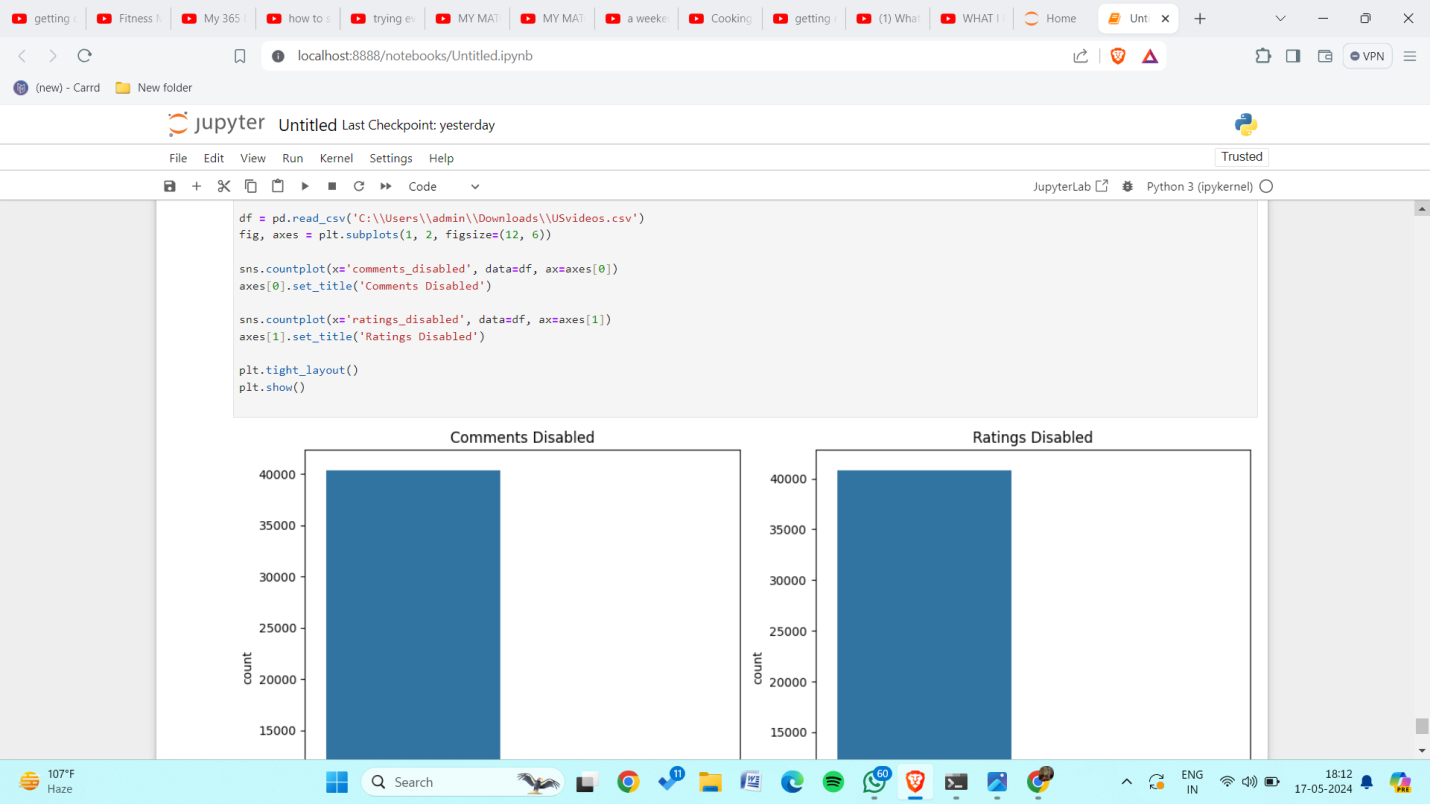 getting
Fitness
My 365
how to s
trying ev
MY MAT
MY MAT
a weeke
Cooking
getting
(1) What
WHAT I
Home
Unt
localhost:8888/notebooks/Untitled.ipynb
VPN
(new) - Carrd
New folder
jupyter Untitled Last Checkpoint: yesterday
File Edit View Run Kernel Settings Help
Trusted
Code
JupyterLab
Python 3 (ipykernel)
df = pd.read_csv('C:\\Users\\admin\\Downloads\\USvideos.csv')
fig, axes = plt.subplots(1, 2, figsize=(12, 6))
sns.countplot(x='comments_disabled', data=df, ax=axes[0])
axes[0].set_title('Comments Disabled')
sns.countplot(x='ratings_disabled', data=df, ax=axes[1])
axes[1].set_title('Ratings Disabled')
plt.tight_layout()
plt.show()
Comments Disabled
40000
35000
30000
25000
20000
15000
count
Ratings Disabled
40000
35000
30000
25000
20000
15000
count
107°F
Haze
Search
11
60
ENG
IN
18:12
17-05-2024
PRE